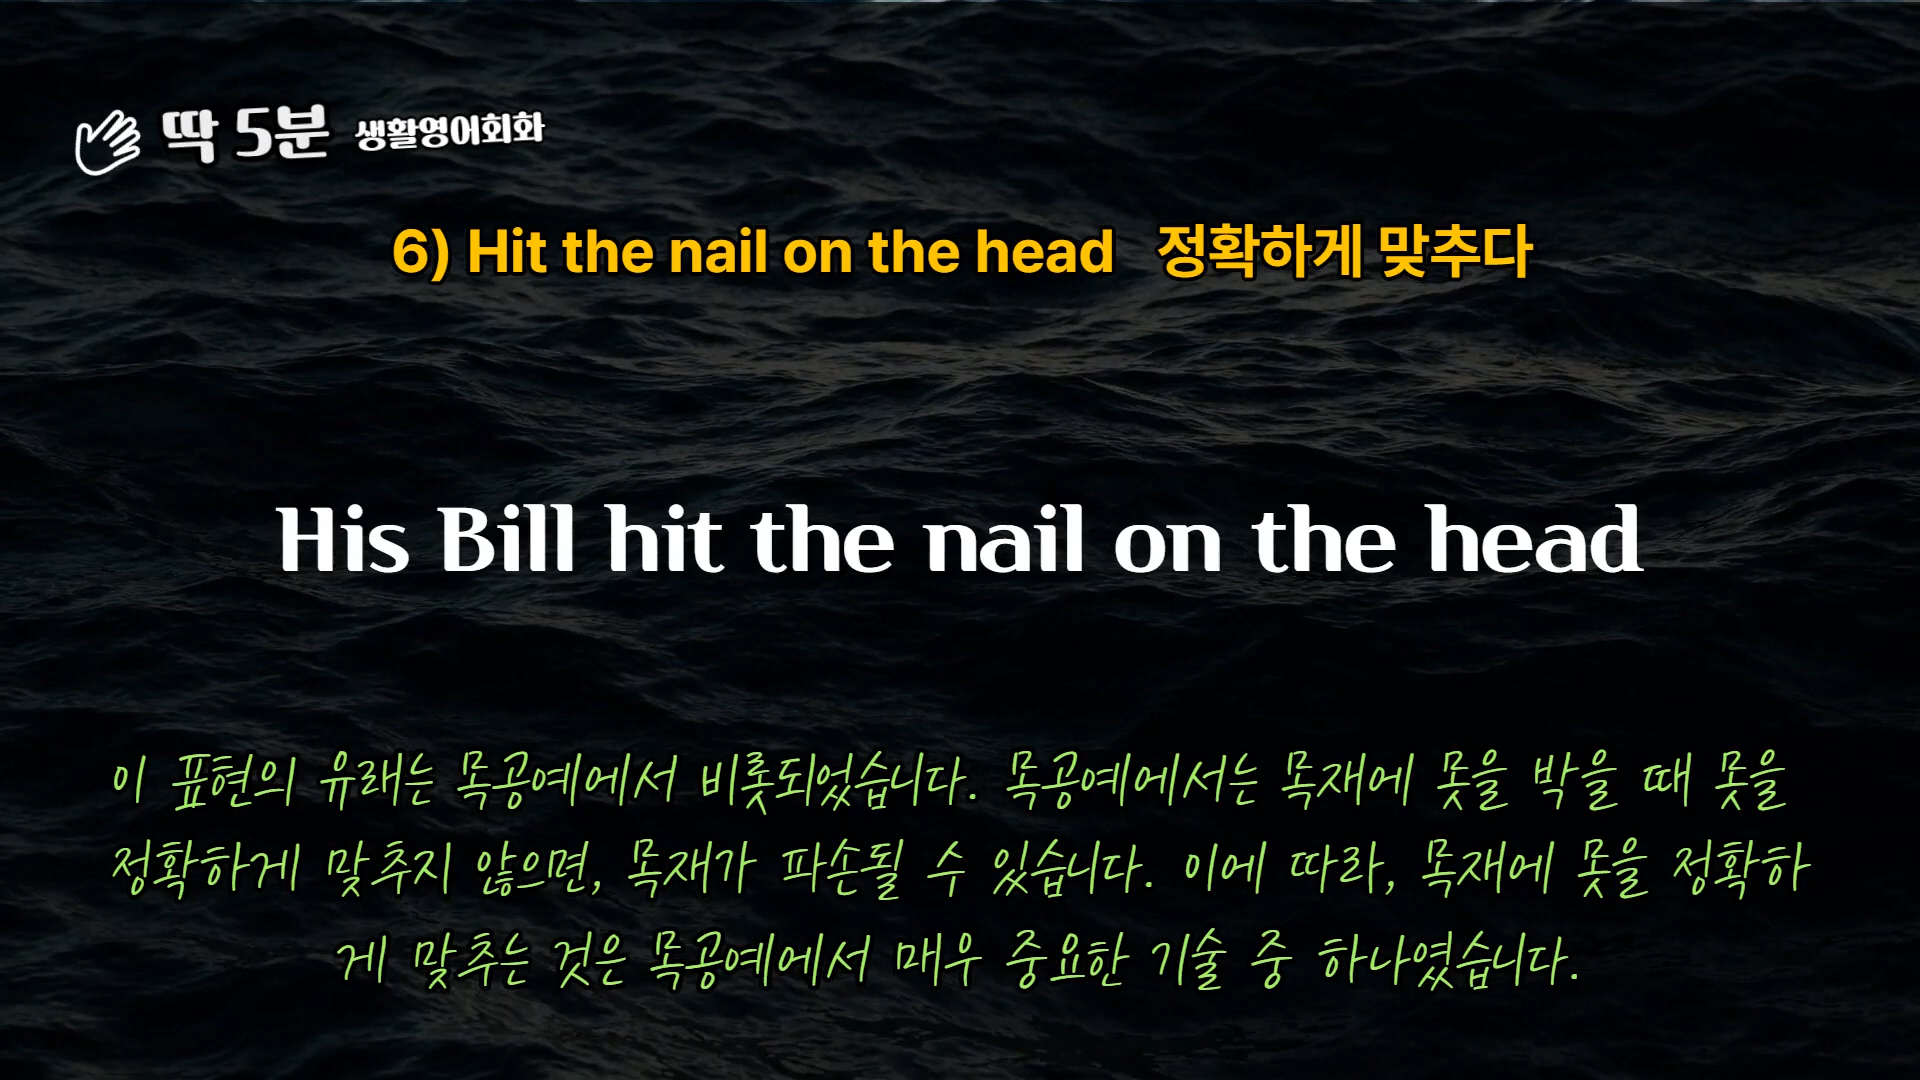 딱 5분 생활영어회화
6) Hit the nail on the head 정확하게 맞추다
His Bill hit the nail on the head
이 표현의 유래는 목공예에서 비롯되었습니다. 목공예에서는 목재에 못을 박을 때 못을
정확하게 맞추지 않으면, 목재가 파손될 수 있습니다. 이에 따라, 목재에 못을 정확하
게 맞추는 것은 목공예에서 매우 중요한 기술 중 하나였습니다.